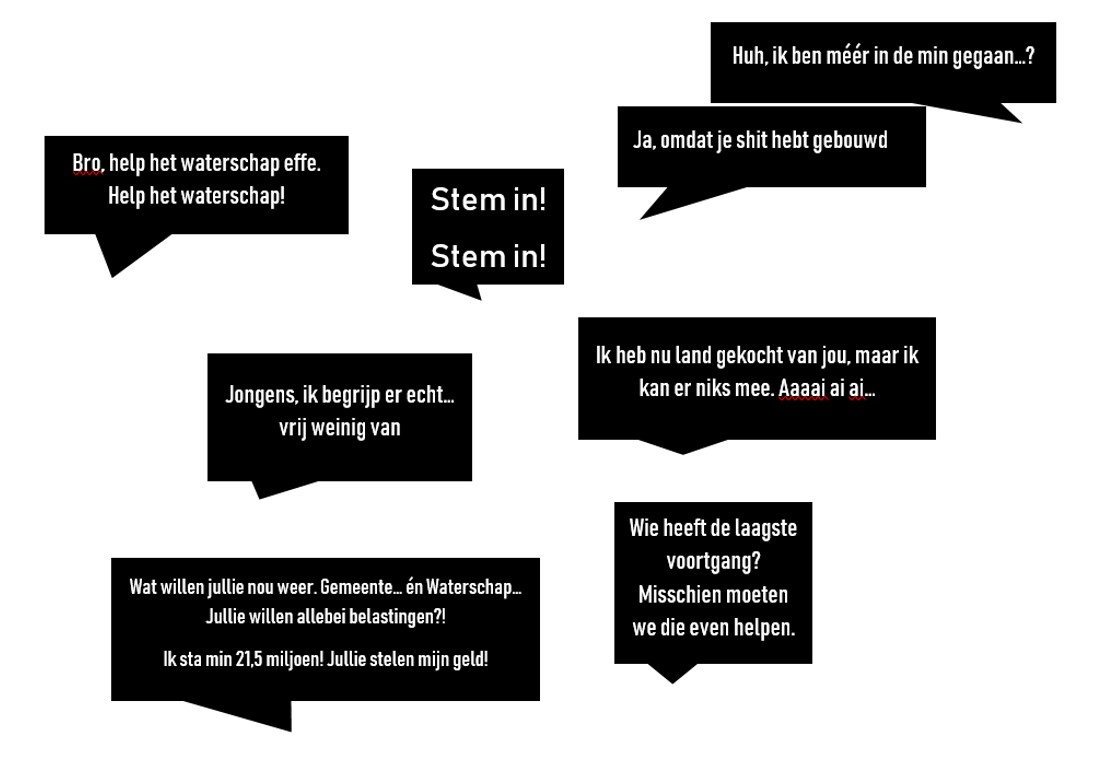 Huh, ik ben méér in de min gegaan...?
Ja, omdat je shit hebt gebouwd
Bro, help het waterschap effe.
Help het waterschap!
Stem in!
Stem in!
Ik heb nu land gekocht van jou, maar ik
kan er niks mee. Aaaai ai ai...
Jongens, ik begrijp er echt...
vrij weinig van
Wie heeft de laagste
voortgang?
Misschien moeten
we die even helpen.
Wat willen jullie nou weer. Gemeente... én Waterschap...
Jullie willen allebei belastingen?!
Ik sta min 21,5 miljoen! Jullie stelen mijn geld!